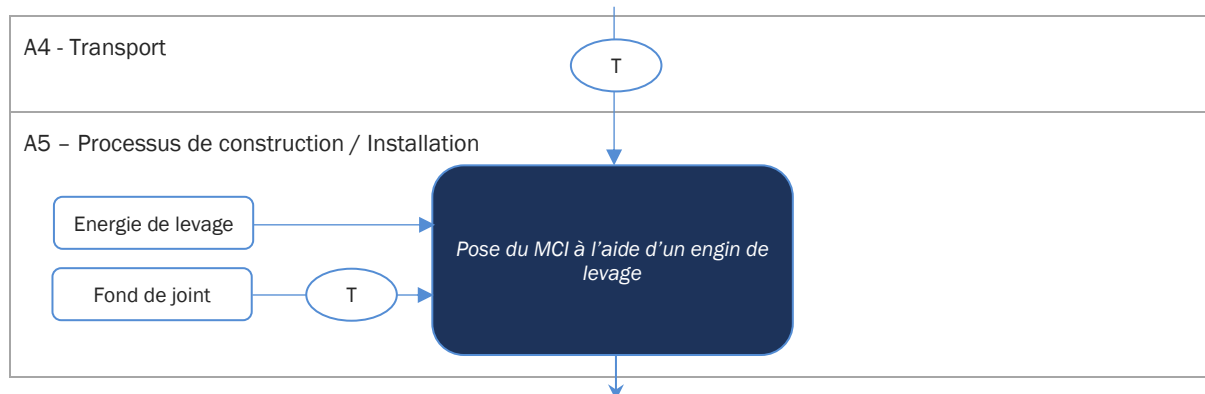 A4 - Transport
T
A5 – Processus de construction / Installation
Energie de levage
Pose du MCI à l’aide d’un engin de
levage
Fond de joint
T